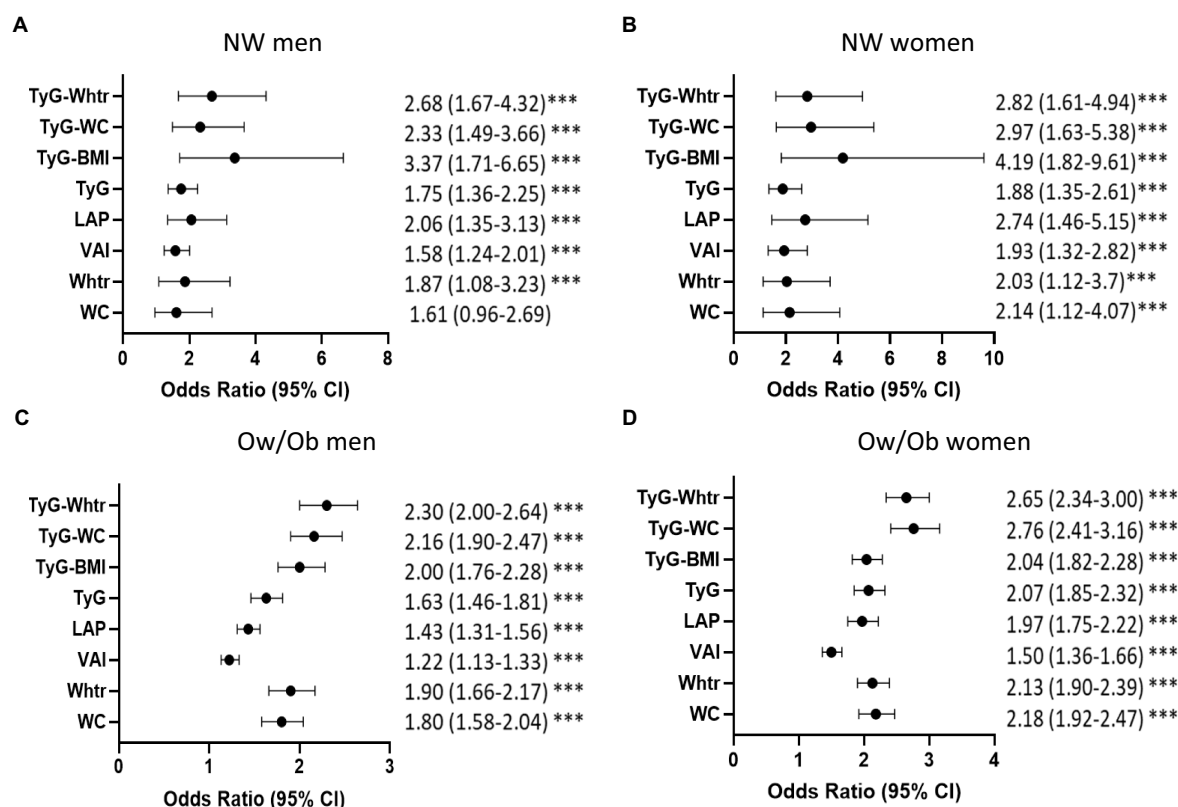 A
NW men
TyG-Whtr 2.68 (1.67-4.32)***
TyG-WC 2.33 (1.49-3.66) ***
TyG-BMI 3.37 (1.71-6.65) ***
TyG 1.75 (1.36-2.25) ***
LAP 2.06 (1.35-3.13) ***
VAI 1.58 (1.24-2.01) ***
Whtr 1.87 (1.08-3.23) ***
WC 1.61 (0.96-2.69)
0 2 4 6 8
Odds Ratio (95% CI)
B
NW women
TyG-Whtr 2.82 (1.61-4.94)***
TyG-WC 2.97 (1.63-5.38)***
TyG-BMI 4.19 (1.82-9.61)***
TyG 1.88 (1.35-2.61)***
LAP 2.74 (1.46-5.15)***
VAI 1.93 (1.32-2.82)***
Whtr 2.03 (1.12-3.7)***
WC 2.14 (1.12-4.07)***
0 2 4 6 8 10
Odds Ratio (95% CI)
C
Ow/Ob men
TyG-Whtr 2.30 (2.00-2.64) ***
TyG-WC 2.16 (1.90-2.47) ***
TyG-BMI 2.00 (1.76-2.28) ***
TyG 1.63 (1.46-1.81) ***
LAP 1.43 (1.31-1.56) ***
VAI 1.22 (1.13-1.33) ***
Whtr 1.90 (1.66-2.17) ***
WC 1.80 (1.58-2.04) ***
0 1 2 3
Odds Ratio (95% CI)
D
Ow/Ob women
TyG-Whtr 2.65 (2.34-3.00) ***
TyG-WC 2.76 (2.41-3.16) ***
TyG-BMI 2.04 (1.82-2.28) ***
TyG 2.07 (1.85-2.32) ***
LAP 1.97 (1.75-2.22) ***
VAI 1.50 (1.36-1.66) ***
Whtr 2.13 (1.90-2.39) ***
WC 2.18 (1.92-2.47) ***
0 1 2 3 4
Odds Ratio (95% CI)